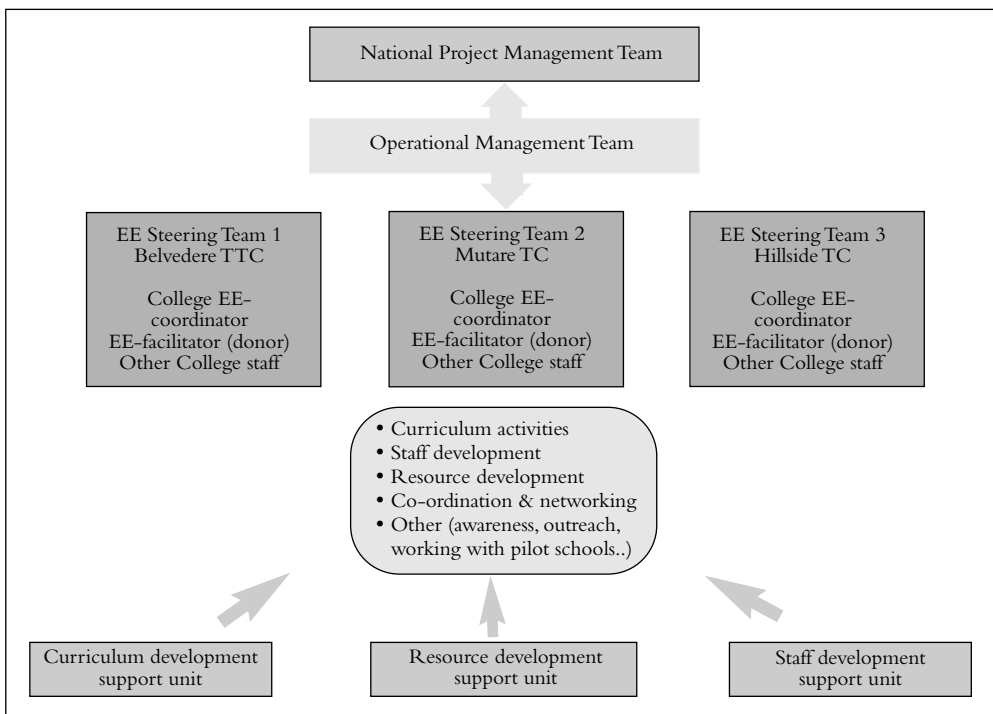 National Project Management Team
Operational Management Team
EE Steering Team 1
Belvedere TTC
College EE-
coordinator
EE-facilitator (donor)
Other College staff
EE Steering Team 2
Mutare TC
College EE-
coordinator
EE-facilitator (donor)
Other College staff
EE Steering Team 3
Hillside TC
College EE-
coordinator
EE-facilitator (donor)
Other College staff
• Curriculum activities
• Staff development
• Resource development
• Co-ordination & networking
• Other (awareness, outreach,
working with pilot schools..)
Curriculum development
support unit
Resource development
support unit
Staff development
support unit